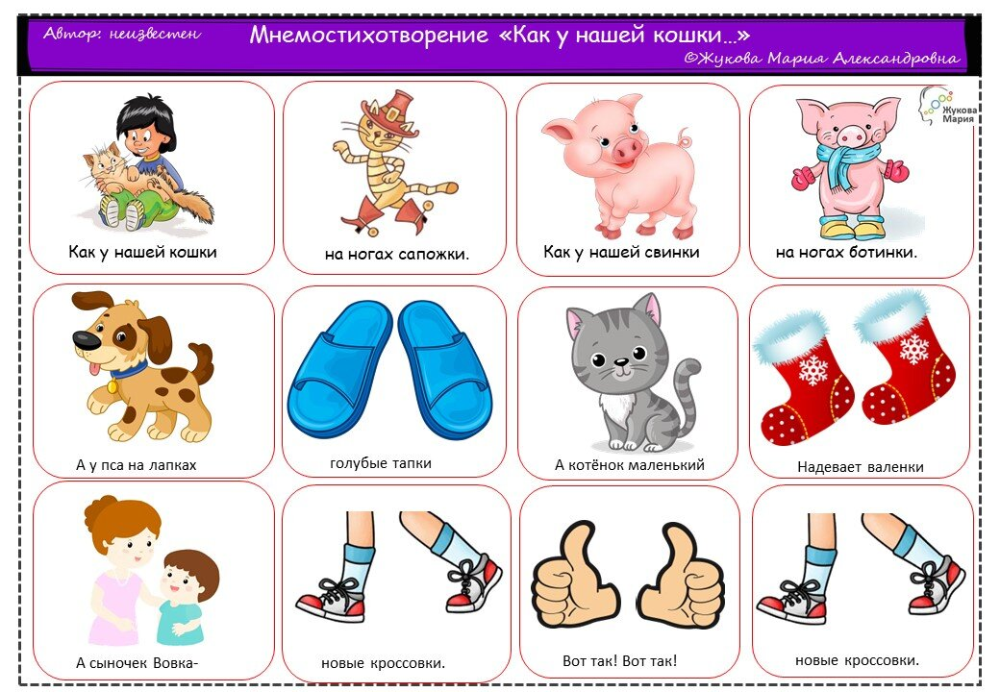 Автор: неизвестен
Мнемостихотворение «Как у нашей кошки…»
©Жукова Мария Александровна
Жукова
Мария
Как у нашей кошки
на ногах сапожки.
Как у нашей свинки
на ногах ботинки.
А у пса на лапках
голубые тапки
А котёнок маленький
Надевает валенки
А сыночек Вовка-
новые кроссовки.
Вот так! Вот так!
новые кроссовки.